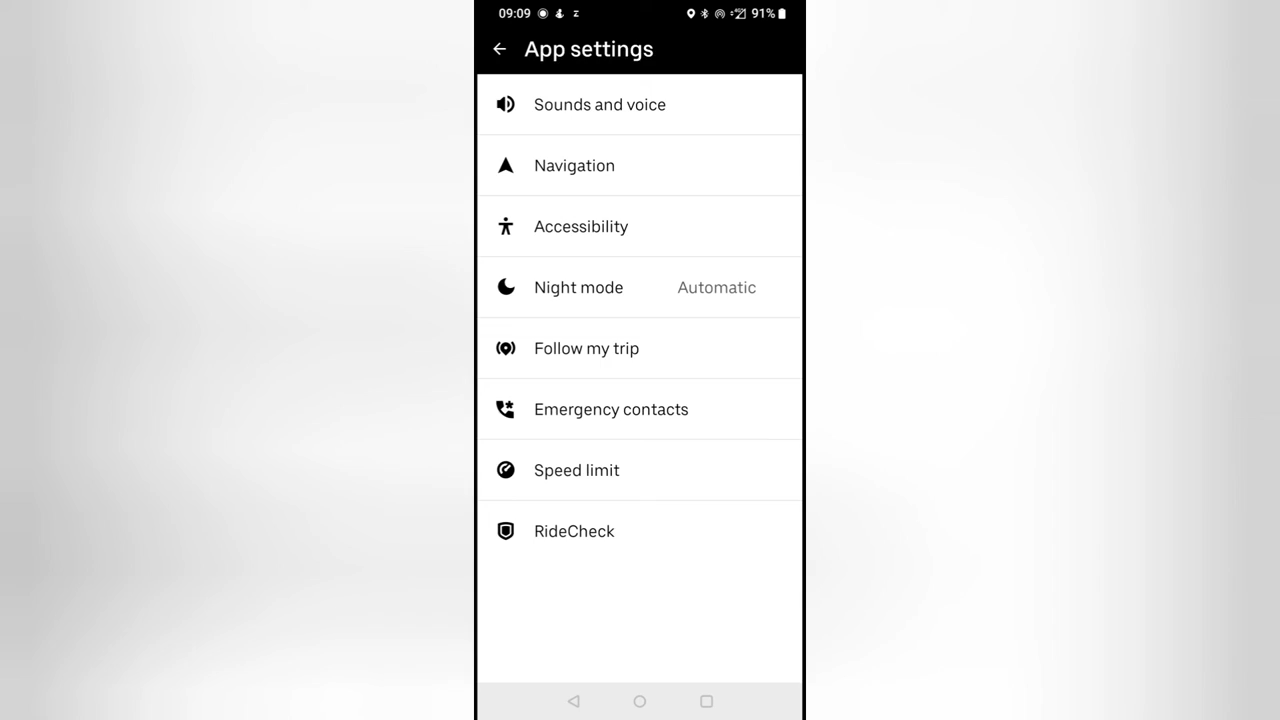 09:09 91%
App settings
Sounds and voice
Navigation
Accessibility
Night mode Automatic
Follow my trip
Emergency contacts
Speed limit
RideCheck